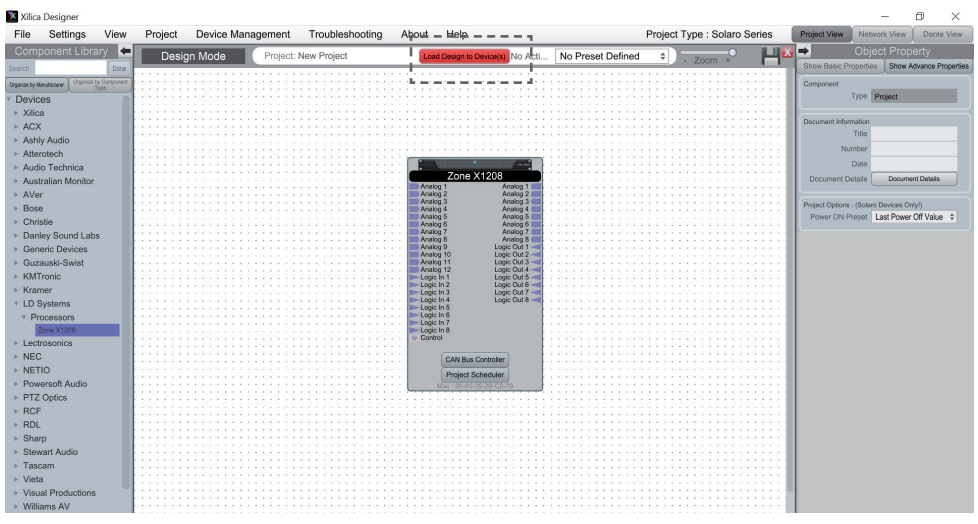 Xilica Designer
File Settings View Project Device Management Troubleshooting About Help Project Type : Solaro Series Project View Network View Dante View
Component Library
Search Done
Organize by Manufacturer Organize by Component Type
Devices
Xilica
ACX
Ashly Audio
Atterotech
Audio Technica
Australian Monitor
AVer
Bose
Christie
Danley Sound Labs
Generic Devices
Guzauski-Swist
KMTronic
Kramer
LD Systems
Processors
Zone X1208
Lectrosonics
NEC
NETIO
Powersoft Audio
PTZ Optics
RCF
RDL
Sharp
Stewart Audio
Tascam
Vieta
Visual Productions
Williams AV
Design Mode Project: New Project Load Design to Device(s) No Acti... No Preset Defined - Zoom +
Zone X1208
Analog 1 Analog 1
Analog 2 Analog 2
Analog 3 Analog 3
Analog 4 Analog 4
Analog 5 Analog 5
Analog 6 Analog 6
Analog 7 Analog 7
Analog 8 Analog 8
Analog 9 Logic Out 1
Analog 10 Logic Out 2
Analog 11 Logic Out 3
Analog 12 Logic Out 4
Logic In 1 Logic Out 5
Logic In 2 Logic Out 6
Logic In 3 Logic Out 7
Logic In 4 Logic Out 8
Logic In 5
Logic In 6
Logic In 7
Logic In 8
Control
CAN Bus Controller
Project Scheduler
Object Property
Show Basic Properties Show Advance Properties
Component
Type Project
Document Information
Title
Number
Date
Document Details Document Details
Project Options : (Solaro Devices Only!)
Power ON Preset Last Power Off Value